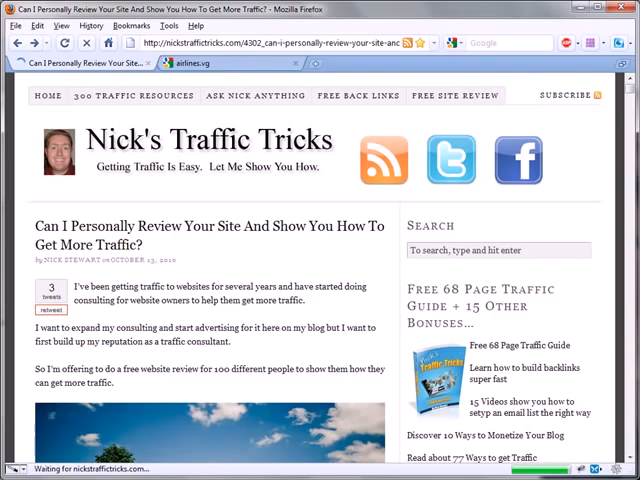 Can I Personally Review Your Site And Show You How To Get More Traffic? - Mozilla Firefox
File Edit View History Bookmarks Tools Help
http://nickstraffictricks.com/4302_can-i-personally-review-your-site-anc
Google
Can I Personally Review Your Site...
airlines.vg
HOME 300 TRAFFIC RESOURCES ASK NICK ANYTHING FREE BACK LINKS FREE SITE REVIEW SUBSCRIBE
Nick's Traffic Tricks
Getting Traffic Is Easy. Let Me Show You How.
Can I Personally Review Your Site And Show You How To
Get More Traffic?
by NICK STEWART on OCTOBER 13, 2010
3
tweets
retweet
I've been getting traffic to websites for several years and have started doing
consulting for website owners to help them get more traffic.
I want to expand my consulting and start advertising for it here on my blog but I want to
first build up my reputation as a traffic consultant.
So I'm offering to do a free website review for 100 different people to show them how they
can get more traffic.
SEARCH
To search, type and hit enter
FREE 68 PAGE TRAFFIC
GUIDE + 15 OTHER
BONUSES...
Nick's
Traffic Tricks
Free 68 Page Traffic Guide
Learn how to build backlinks
super fast
15 Videos show you how to
setyp an email list the right way
Discover 10 Ways to Monetize Your Blog
Read about 77 Ways to get Traffic
Waiting for nickstraffictricks.com...